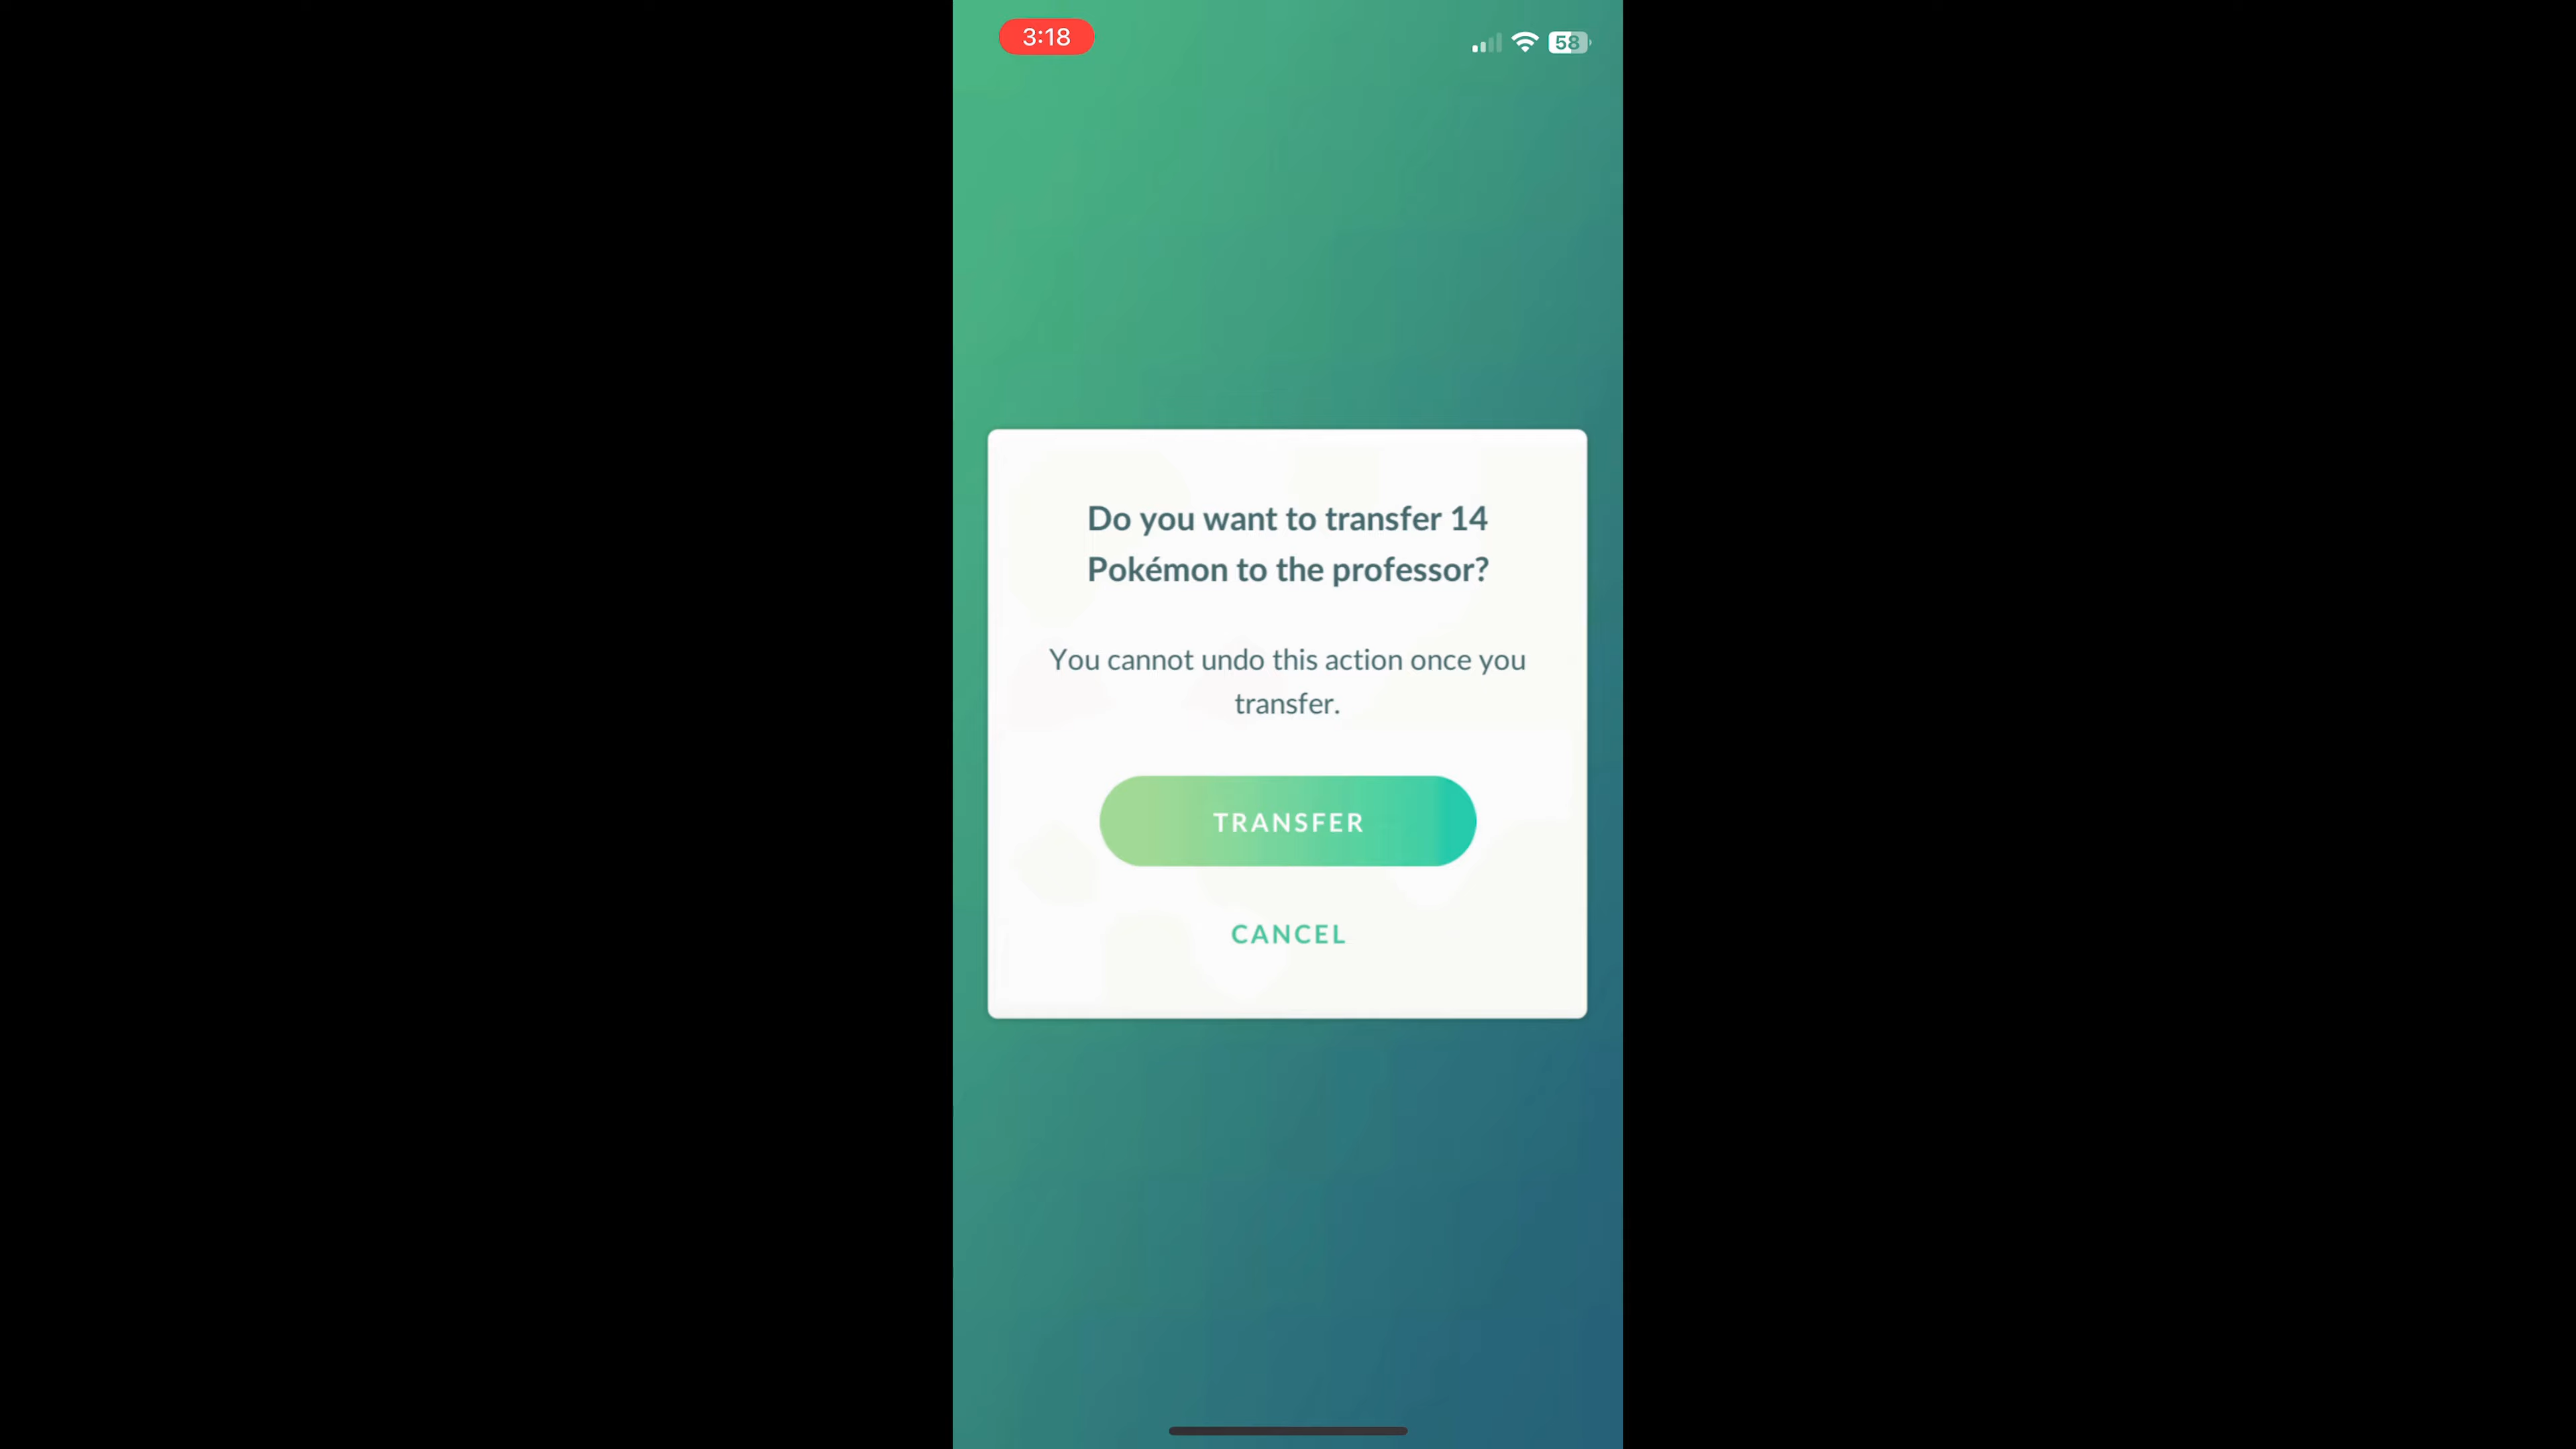 3:18
58
Do you want to transfer 14
Pokémon to the professor?
You cannot undo this action once you
transfer.
TRANSFER
CANCEL